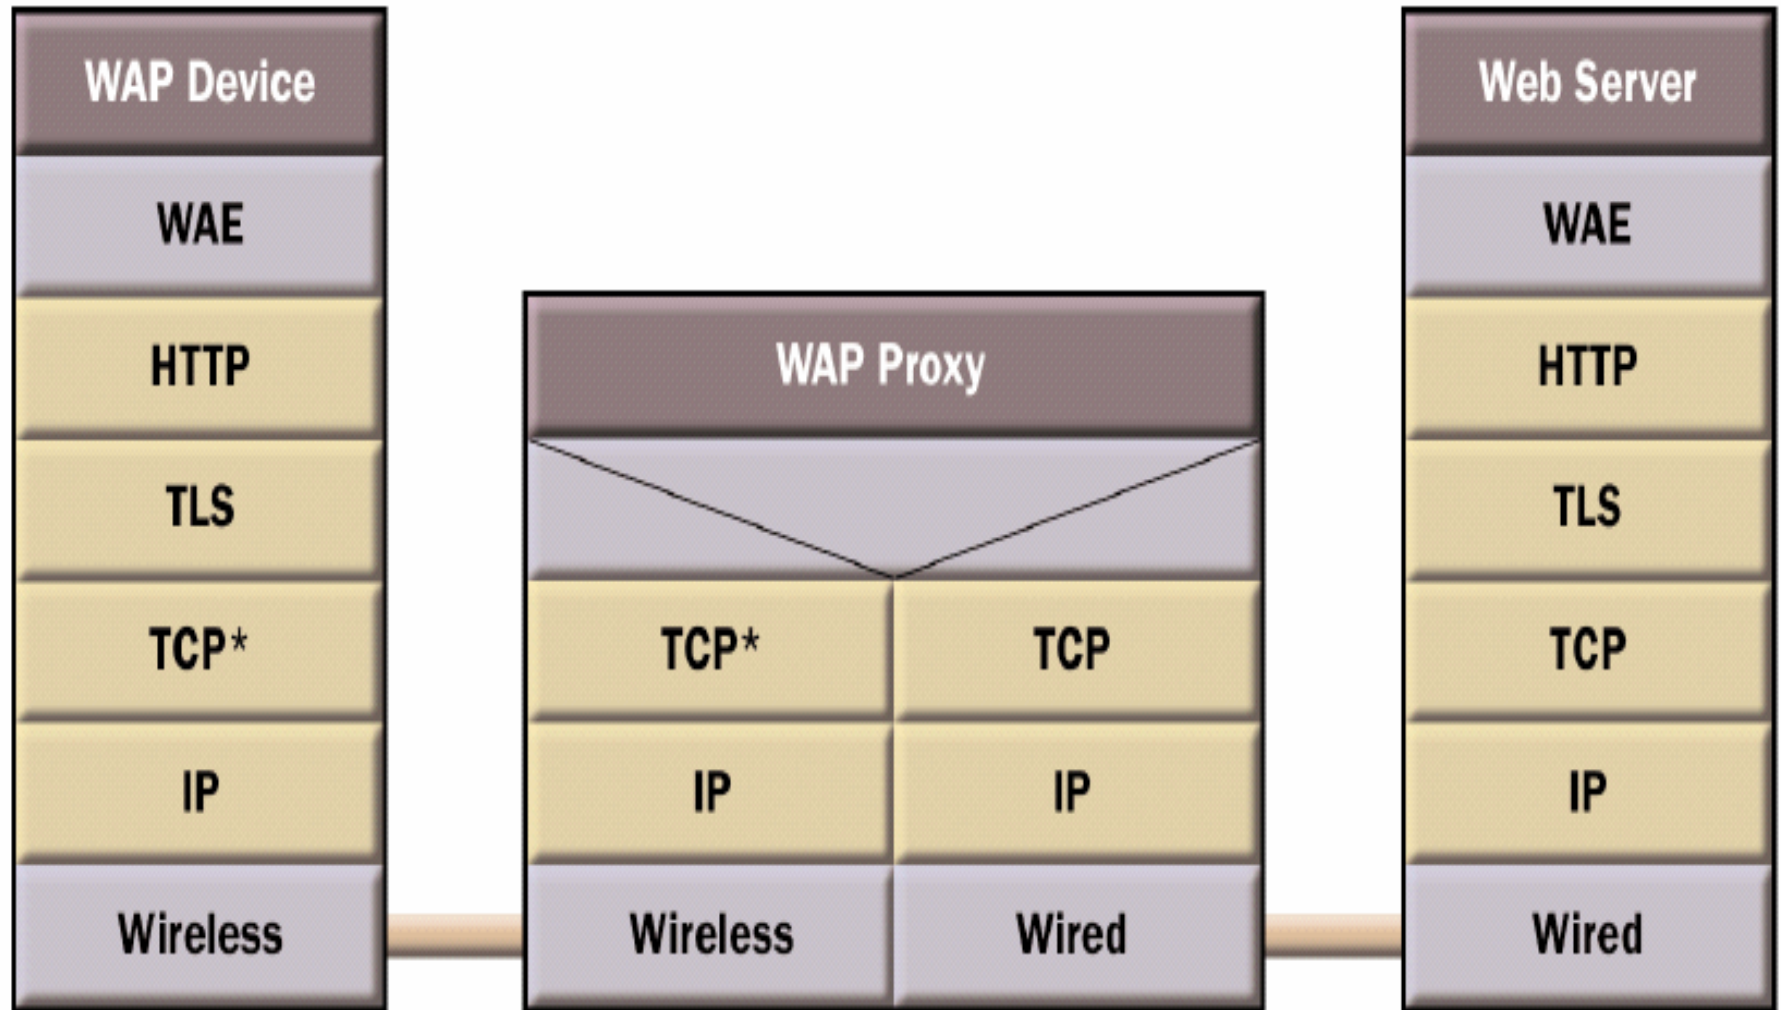 WAP Device
WAE
HTTP
TLS
TCP*
IP
Wireless
WAP Proxy
TCP*
TCP
IP
IP
Wireless
Wired
Web Server
WAE
HTTP
TLS
TCP
IP
Wired